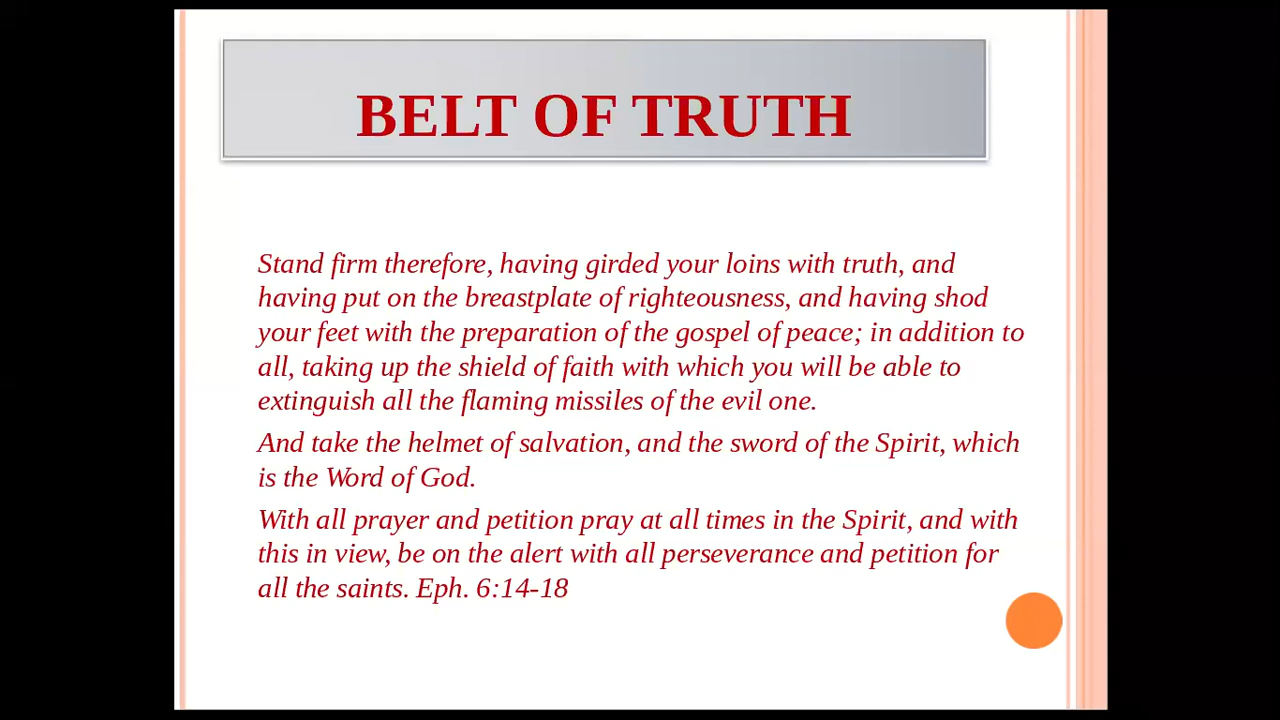 BELT OF TRUTH
Stand firm therefore, having girded your loins with truth, and
having put on the breastplate of righteousness, and having shod
your feet with the preparation of the gospel of peace; in addition to
all, taking up the shield of faith with which you will be able to
extinguish all the flaming missiles of the evil one.
And take the helmet of salvation, and the sword of the Spirit, which
is the Word of God.
With all prayer and petition pray at all times in the Spirit, and with
this in view, be on the alert with all perseverance and petition for
all the saints. Eph. 6:14-18